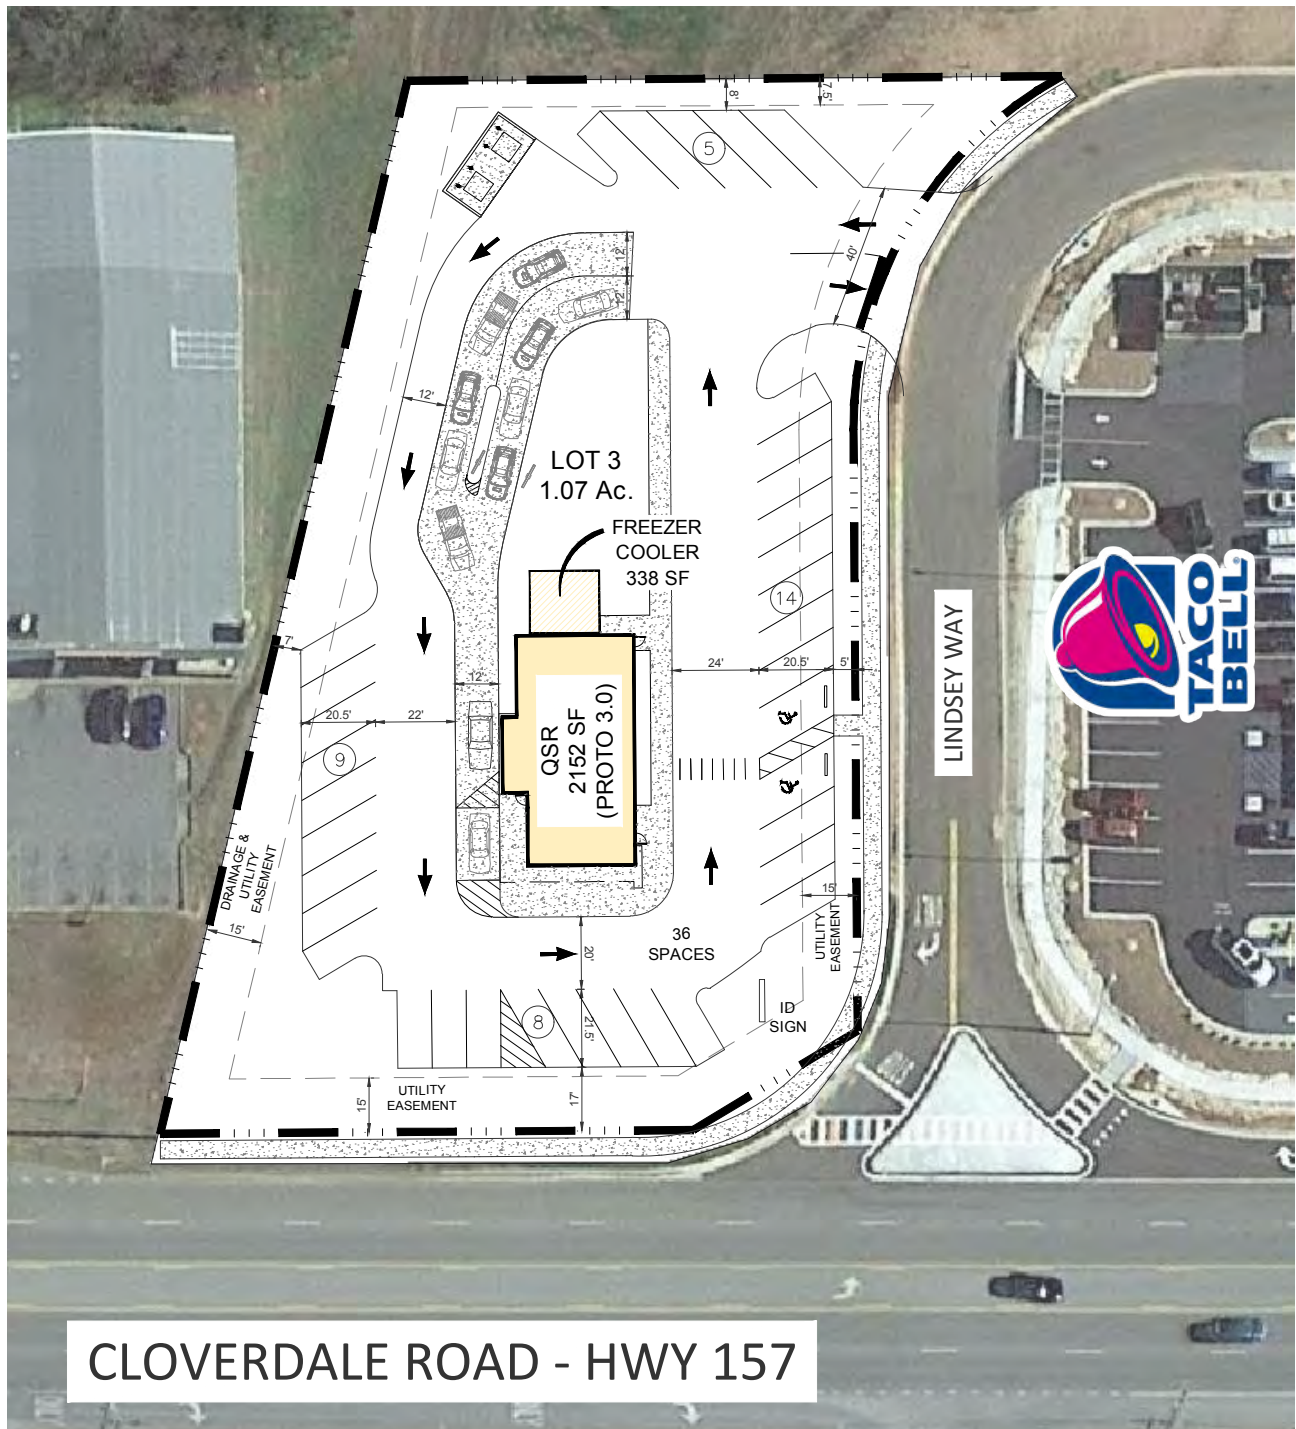 8'
7.5'
5
12'
12'
40'
12'
LOT 3
1.07 Ac.
FREEZER
COOLER
338 SF
14
7'
24'
20.5'
5'
12'
20.5'
22'
9
QSR
2152 SF
(PROTO 3.0)
LINDSEY WAY
TACO
BELL
DRAINAGE &
UTILITY
EASEMENT
15'
15'
UTILITY
EASEMENT
36
SPACES
20'
8
21.5'
ID
SIGN
15'
UTILITY
EASEMENT
17'
CLOVERDALE ROAD - HWY 157